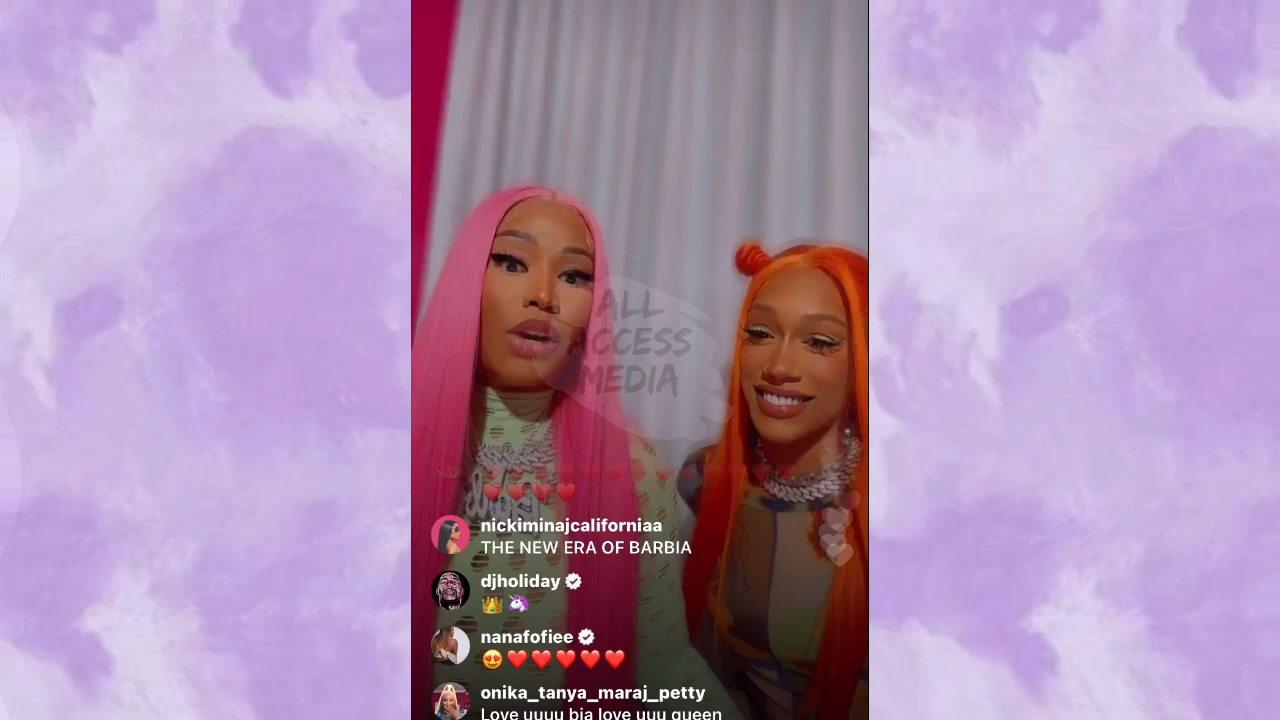 ALL
ACCESS
MEDIA
nickiminajcaliforniaa
THE NEW ERA OF BARBIA
djholiday
nanafofiee
onika_tanya_maraj_petty
Love uuuu bia love uuu queen